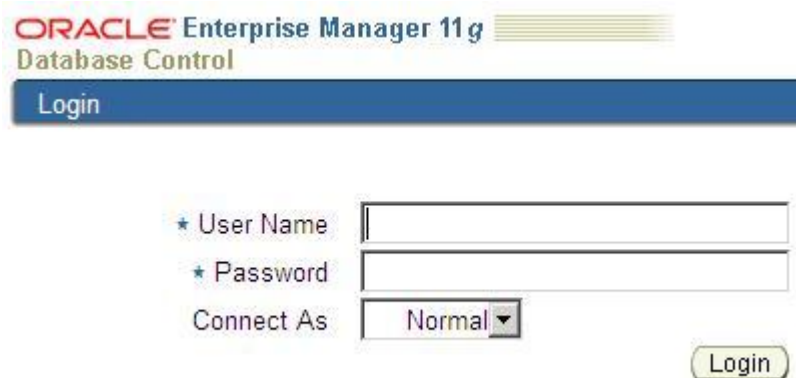 ORACLE Enterprise Manager 11g
Database Control
Login
* User Name
* Password
Connect As Normal
Login